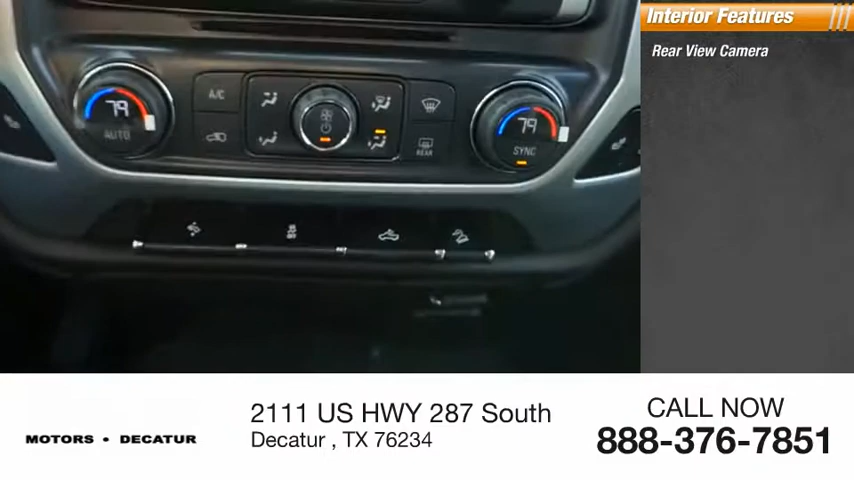 Interior Features
Rear View Camera
A/C
79
AUTO
79
SYNC
REAR
MOTORS • DECATUR
2111 US HWY 287 South
Decatur , TX 76234
CALL NOW
888-376-7851